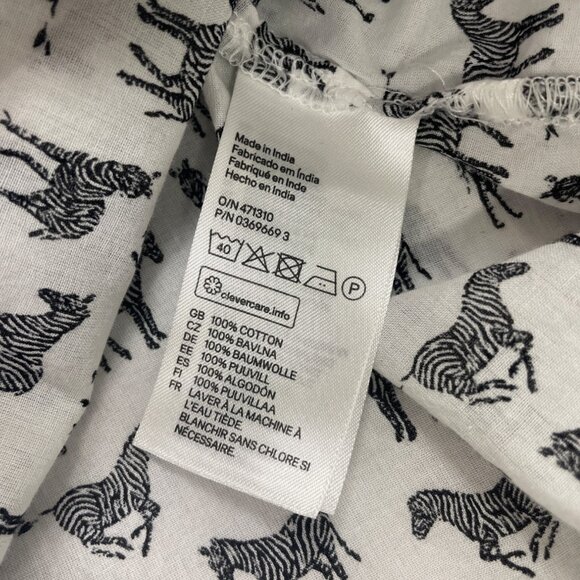 Made in India
Fabricado em Índia
Fabriqué en Inde
Hecho en India
O/N 471310
P/N 0369669 3
40
P
clevercare.info
GB 100% COTTON
CZ 100% BAVLNA
DE 100% BAUMWOLLE
EE 100% PUUVILL
ES 100% ALGODÓN
FI 100% PUUVILLAA
FR LAVER À LA MACHINE À
L'EAU TIÈDE
BLANCHIR SANS CHLORE SI
NÉCESSAIRE.